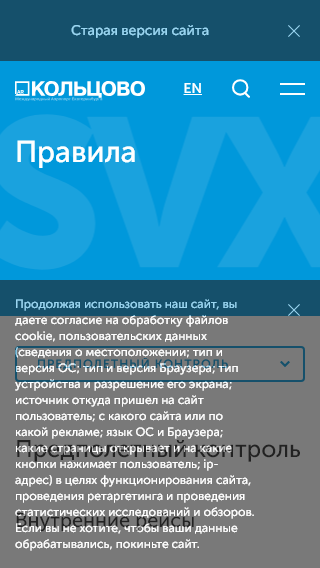 Старая версия сайта
КОЛЬЦОВО
Международный Аэропорт Екатеринбурга
EN
SVX
Правила
Продолжая использовать наш сайт, вы
даете согласие на обработку файлов
cookie, пользовательских данных
(сведения о местоположении; тип и
версия ОС; тип и версия Браузера; тип
устройства и разрешение его экрана;
источник откуда пришел на сайт
пользователь; с какого сайта или по
какой рекламе; язык ОС и Браузера;
какие страницы открывает и на какие
кнопки нажимает пользователь; ip-
адрес) в целях функционирования сайта,
проведения ретаргетинга и проведения
статистических исследований и обзоров.
Если вы не хотите, чтобы ваши данные
обрабатывались, покиньте сайт.
ПРЕДПОЛЕТНЫЙ КОНТРОЛЬ
Предполетный контроль
Внутренние рейсы